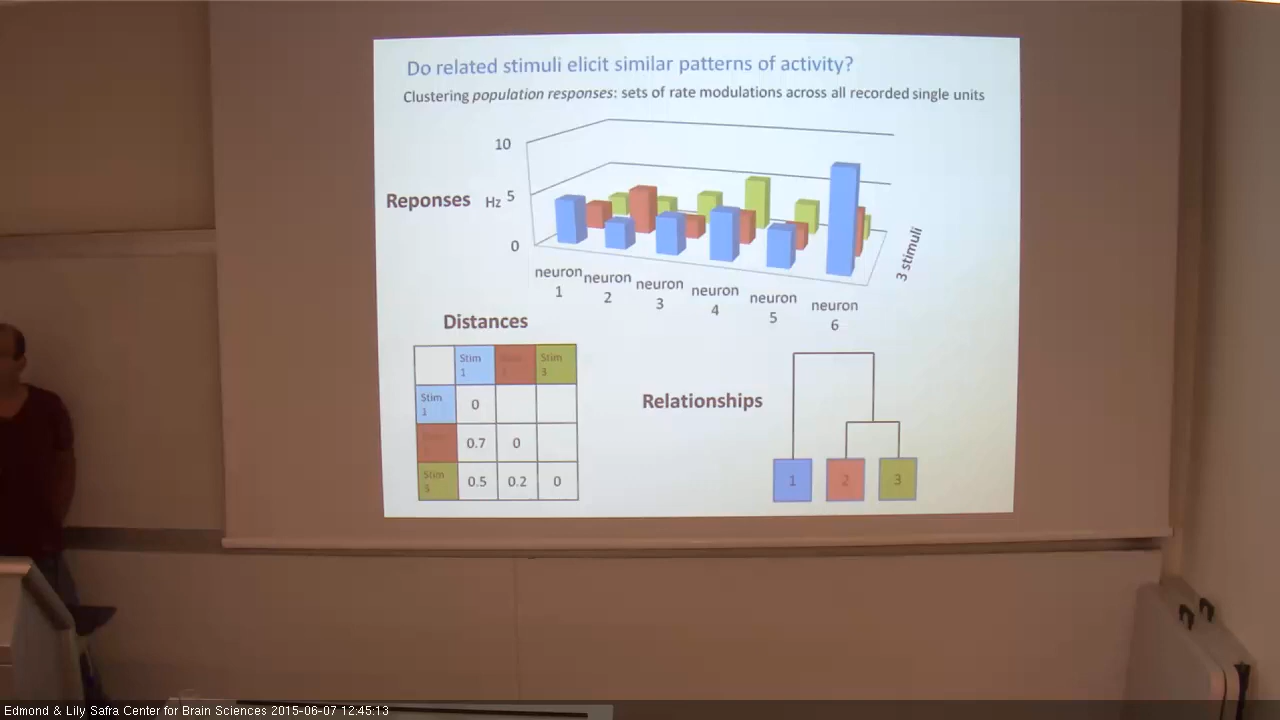 Do related stimuli elicit similar patterns of activity?
Clustering population responses: sets of rate modulations across all recorded single units
10
Reponses Hz 5
0
neuron 1
neuron 2
neuron 3
neuron 4
neuron 5
neuron 6
3 stimuli
Distances
Stim 1 Stim 3
Stim 1 0
0.7 0
Stim 3 0.5 0.2 0
Relationships
1 2 3
Edmond & Lily Safra Center for Brain Sciences 2015-06-07 12:45:13